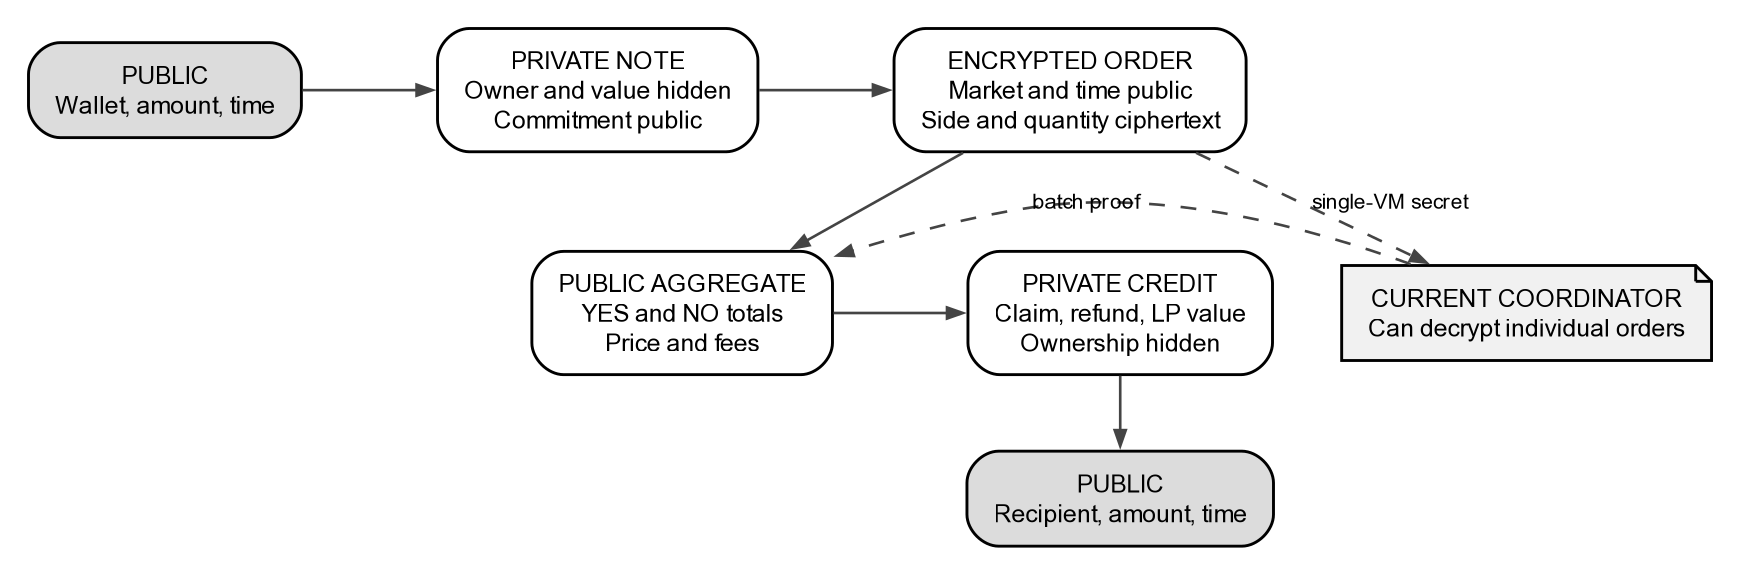 PUBLIC
Wallet, amount, time
PRIVATE NOTE
Owner and value hidden
Commitment public
ENCRYPTED ORDER
Market and time public
Side and quantity ciphertext
batch proof
single-VM secret
PUBLIC AGGREGATE
YES and NO totals
Price and fees
PRIVATE CREDIT
Claim, refund, LP value
Ownership hidden
CURRENT COORDINATOR
Can decrypt individual orders
PUBLIC
Recipient, amount, time